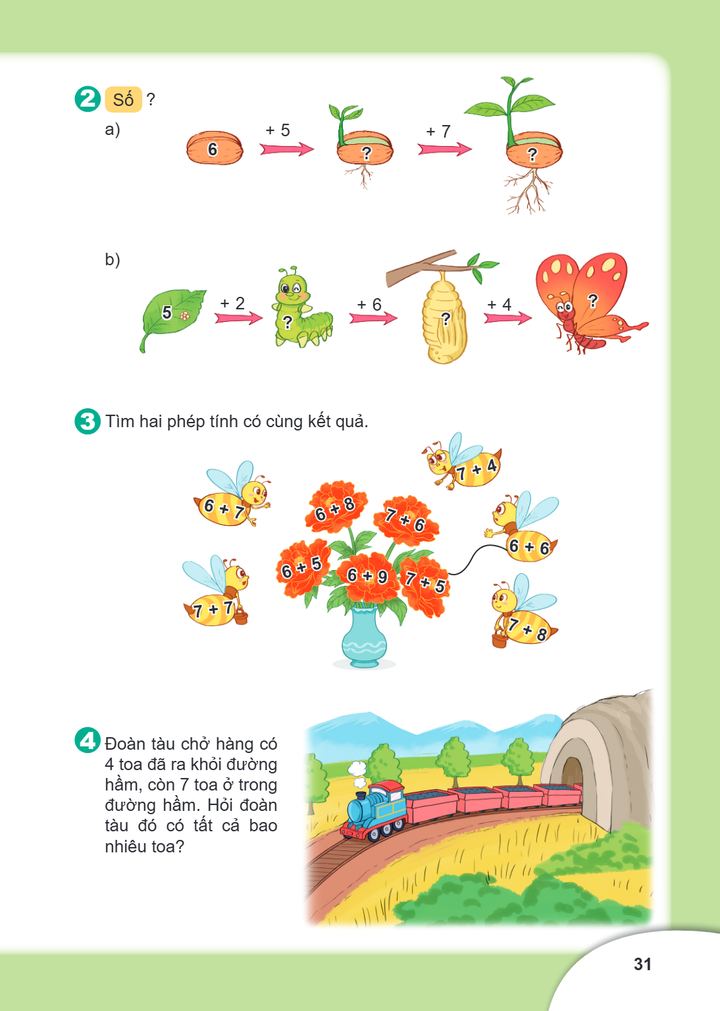 2 Số ?
a)
6 + 5 ? + 7 ?
b)
5 + 2 ? + 6 ? + 4 ?
3 Tìm hai phép tính có cùng kết quả.
7 + 4
6 + 7
6 + 8
7 + 6
6 + 6
6 + 5
6 + 9
7 + 5
7 + 7
7 + 8
4 Đoàn tàu chở hàng có
4 toa đã ra khỏi đường
hầm, còn 7 toa ở trong
đường hầm. Hỏi đoàn
tàu đó có tất cả bao
nhiêu toa?
31